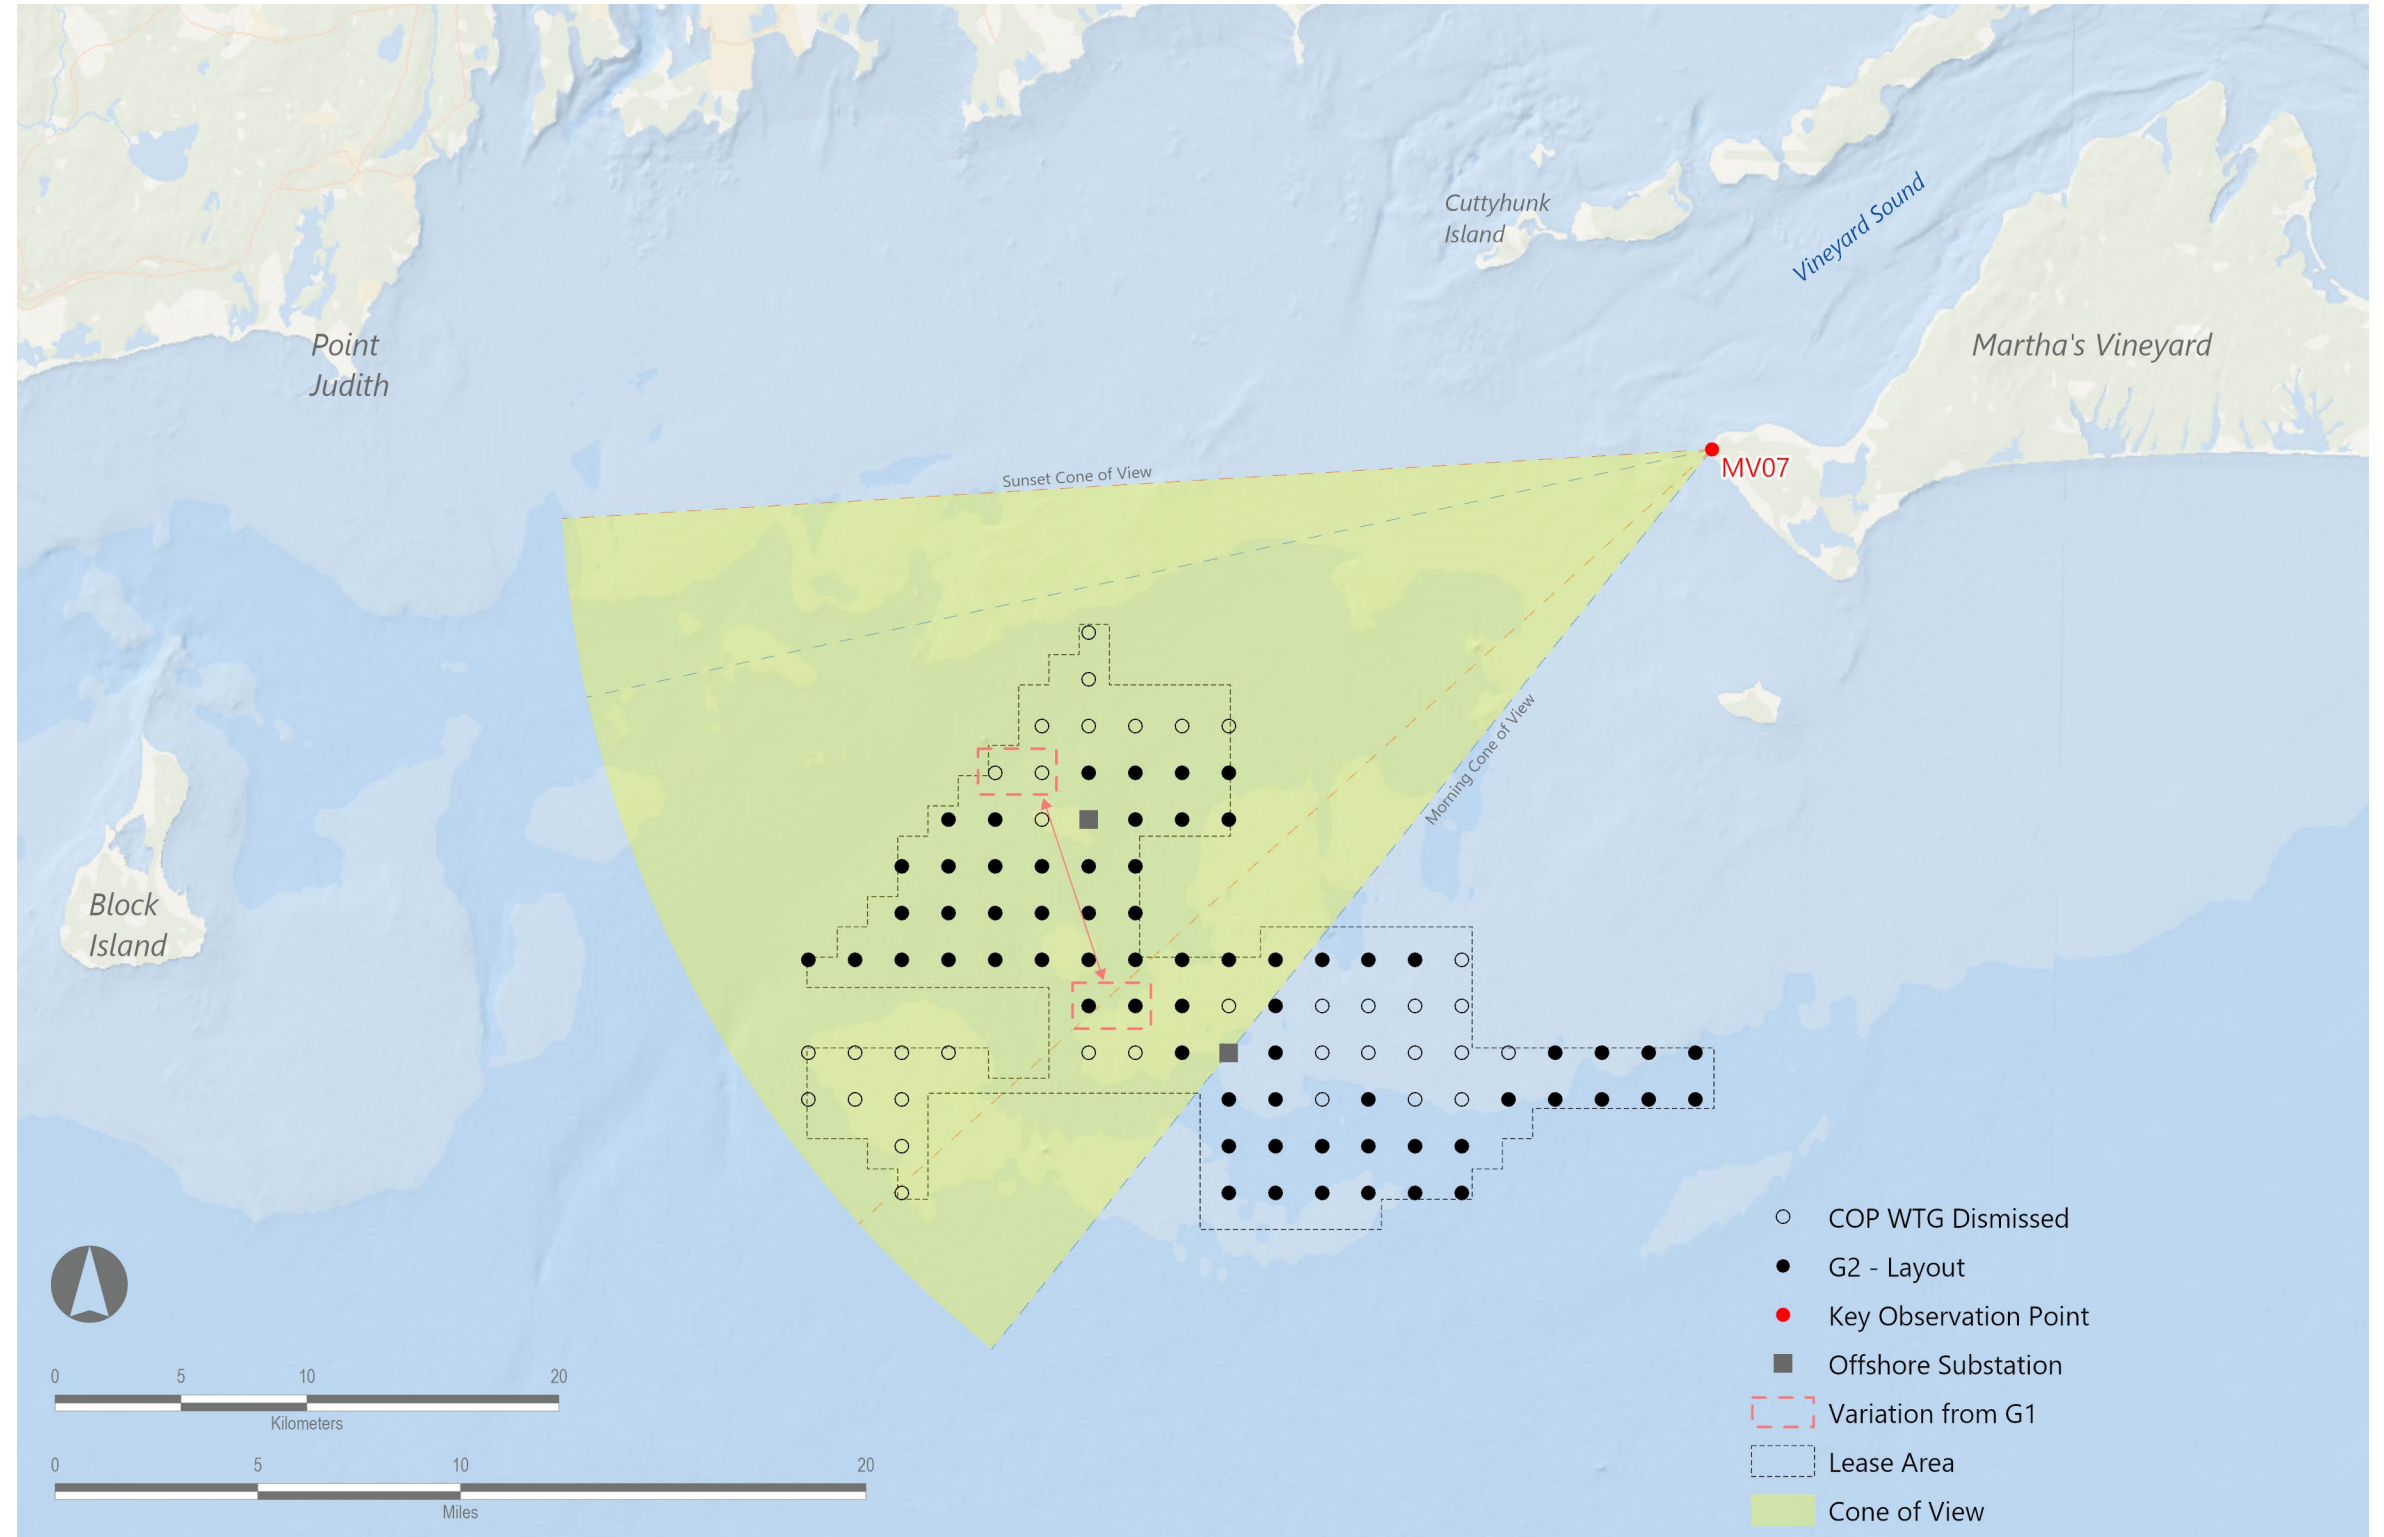 Cuttyhunk
Island
Vineyard Sound
Point
Judith
Martha's Vineyard
MV07
Sunset Cone of View
Morning Cone of View
Block
Island
COP WTG Dismissed
G2 - Layout
Key Observation Point
Offshore Substation
Variation from G1
Lease Area
Cone of View
0 5 10 20
Kilometers
0 5 10 20
Miles